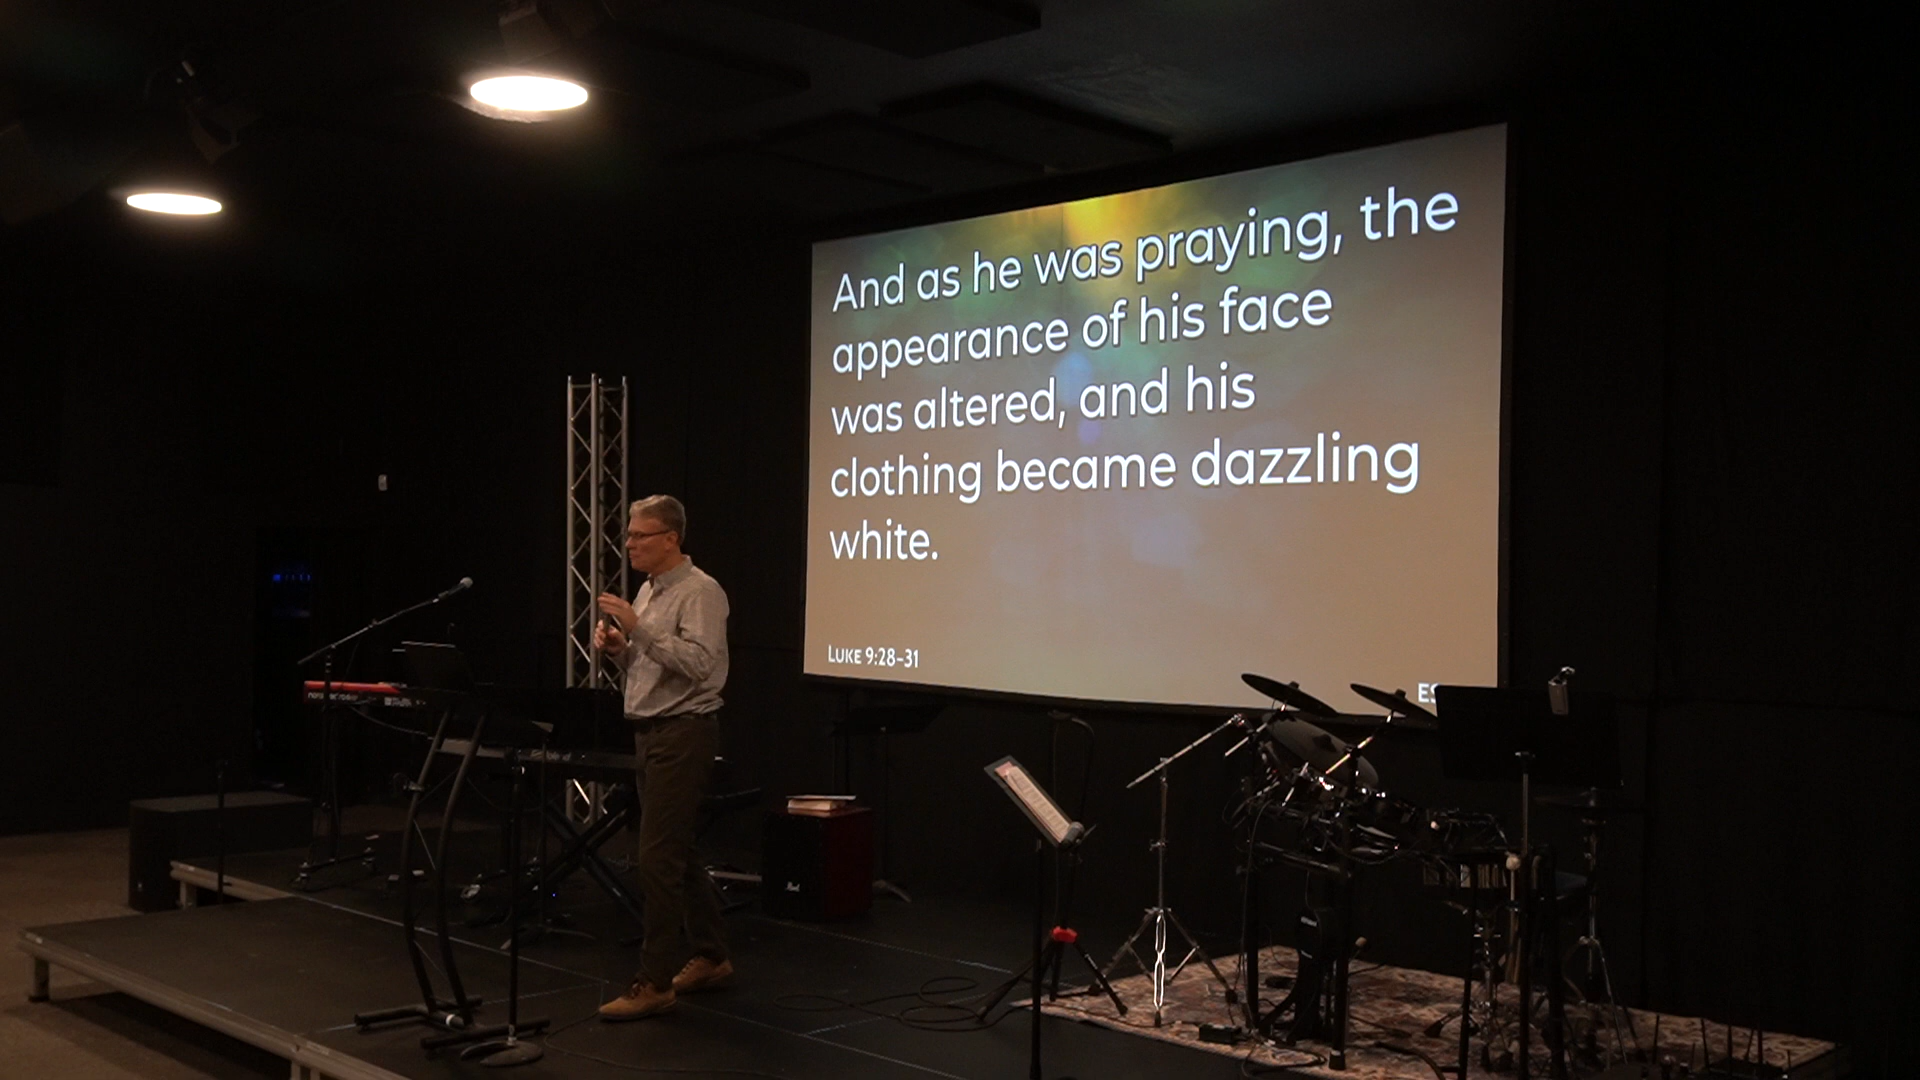 And as he was praying, the
appearance of his face
was altered, and his
clothing became dazzling
white.
LUKE 9:28-31